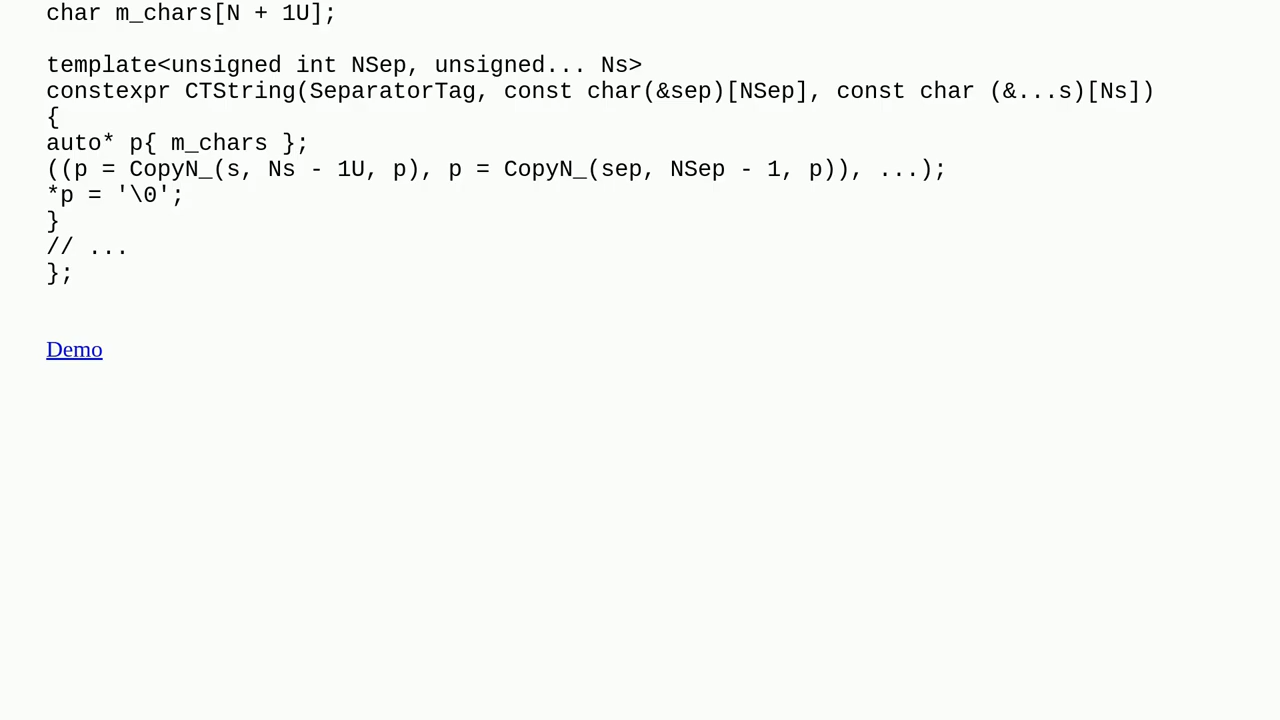 char m_chars[N + 1U];
template<unsigned int NSep, unsigned... Ns>
constexpr CTString(SeparatorTag, const char(&sep)[NSep], const char (&...s)[Ns])
{
auto* p{ m_chars };
((p = CopyN_(s, Ns - 1U, p), p = CopyN_(sep, NSep - 1, p)), ...);
*p = '\0';
}
// ...
};
Demo